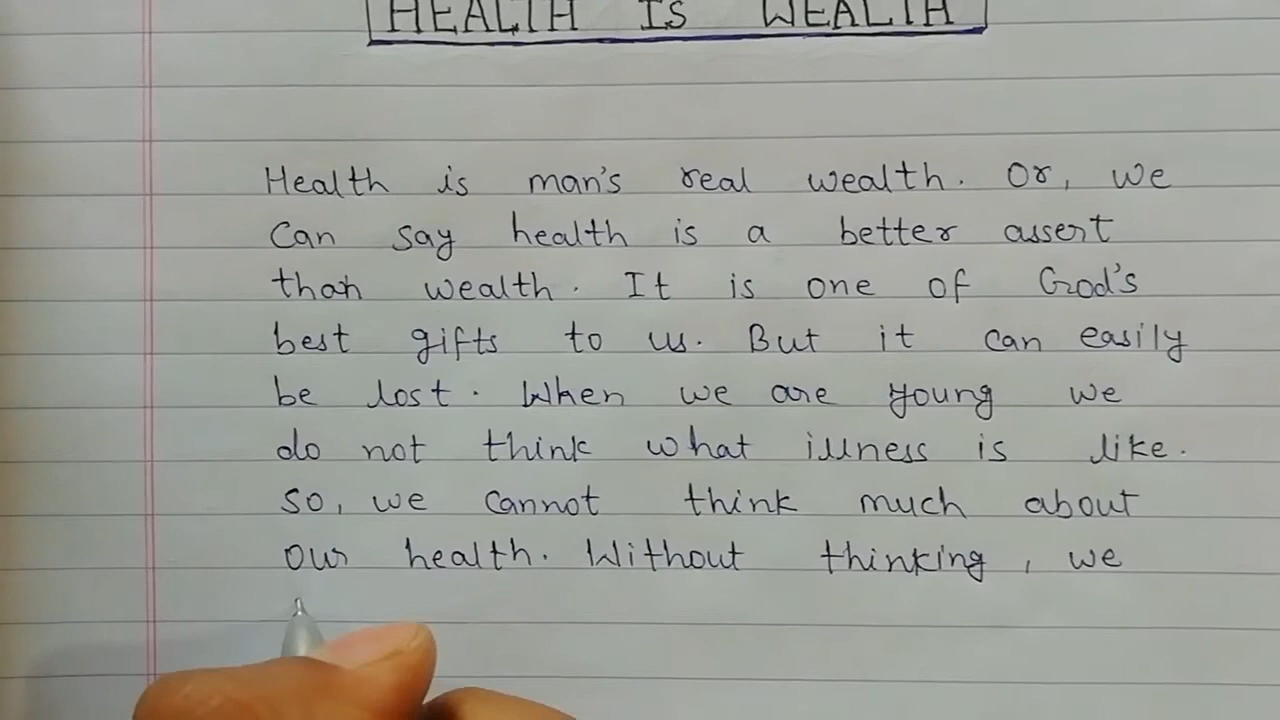 HEALTH IS WEALTH
Health is man's real wealth. Or, we
can say health is a better assert
than wealth. It is one of God's
best gifts to us. But it can easily
be lost. When we are young we
do not think what illness is like.
So, we cannot think much about
our health. Without thinking, we